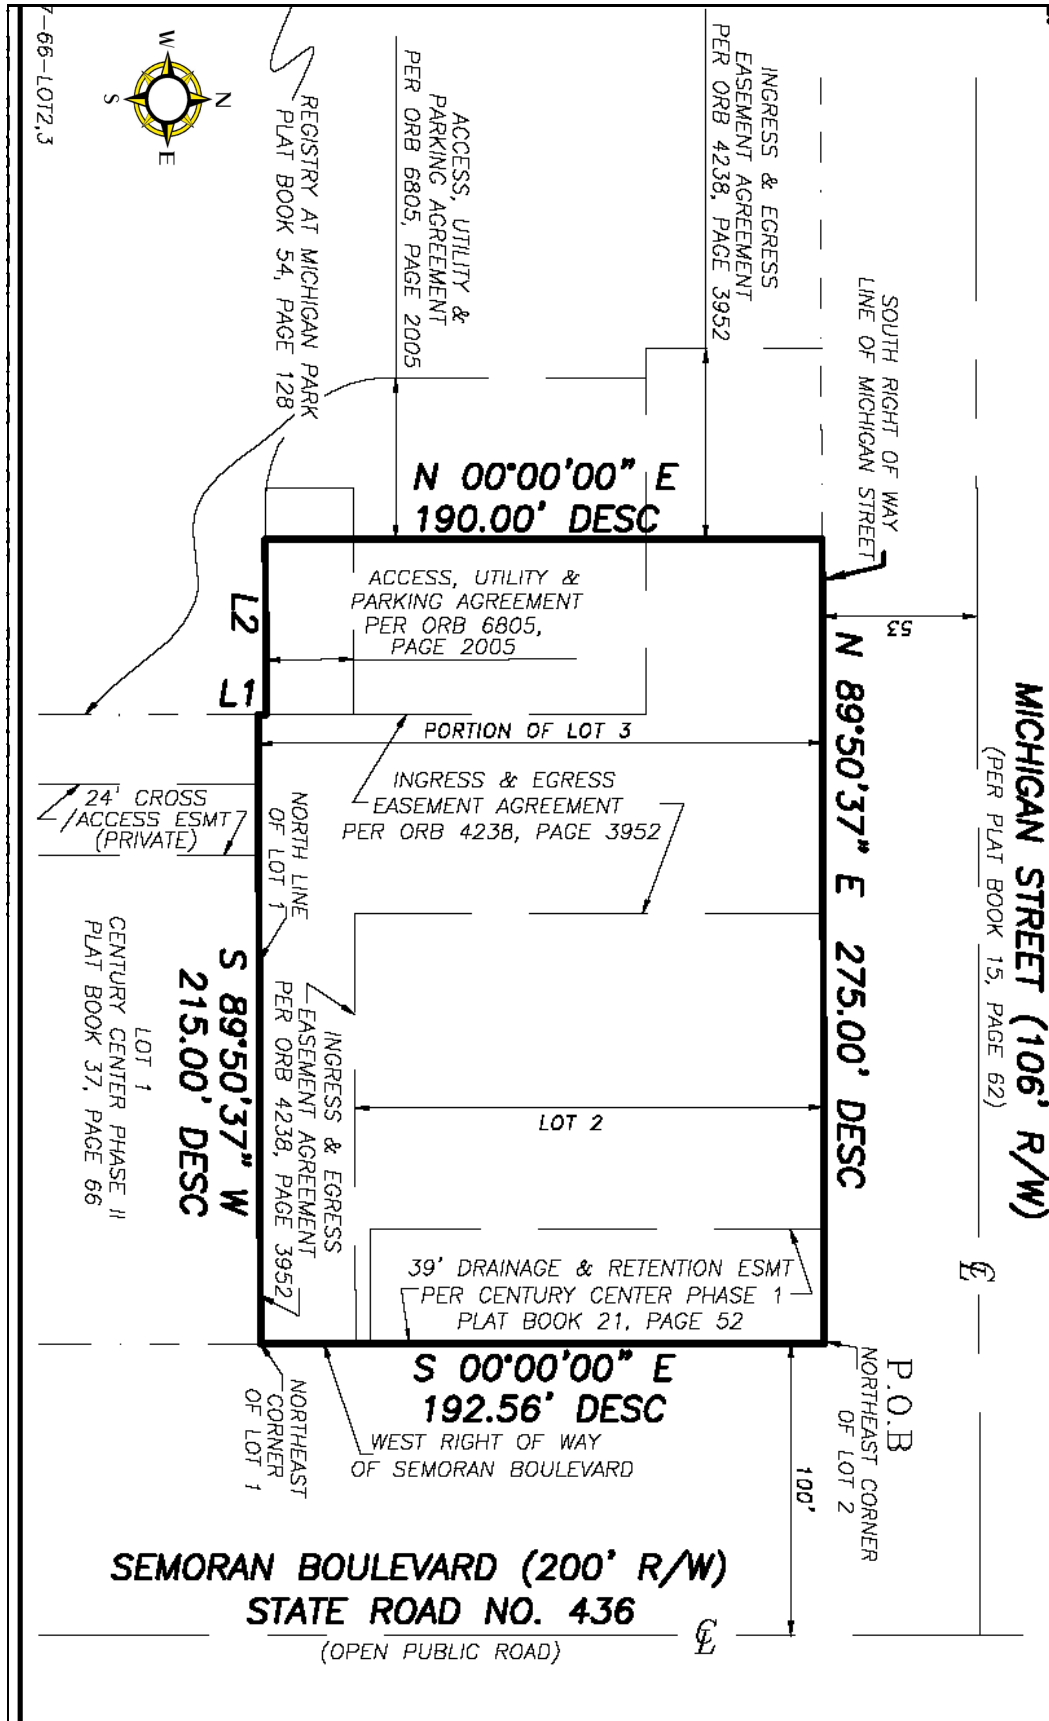 7-66-LOT2,3
W
N
S
E
REGISTRY AT MICHIGAN PARK
PLAT BOOK 54, PAGE 128
ACCESS, UTILITY &
PARKING AGREEMENT
PER ORB 6805, PAGE 2005
INGRESS & EGRESS
EASEMENT AGREEMENT
PER ORB 4238, PAGE 3952
SOUTH RIGHT OF WAY
LINE OF MICHIGAN STREET
N 00°00'00" E
190.00' DESC
ACCESS, UTILITY &
PARKING AGREEMENT
PER ORB 6805,
PAGE 2005
L2
L1
53
N 89°50'37" E 275.00' DESC
MICHIGAN STREET (106' R/W)
(PER PLAT BOOK 15, PAGE 62)
PORTION OF LOT 3
INGRESS & EGRESS
EASEMENT AGREEMENT
PER ORB 4238, PAGE 3952
24' CROSS
ACCESS ESMT
(PRIVATE)
NORTH LINE
OF LOT 1
S 89°50'37" W
215.00' DESC
LOT 1
CENTURY CENTER PHASE II
PLAT BOOK 37, PAGE 66
INGRESS & EGRESS
EASEMENT AGREEMENT
PER ORB 4238, PAGE 3952
LOT 2
39' DRAINAGE & RETENTION ESMT
PER CENTURY CENTER PHASE 1
PLAT BOOK 21, PAGE 52
CL
S 00°00'00" E
192.56' DESC
WEST RIGHT OF WAY
OF SEMORAN BOULEVARD
NORTHEAST
CORNER
OF LOT 1
P.O.B
NORTHEAST CORNER
OF LOT 2
100'
SEMORAN BOULEVARD (200' R/W)
STATE ROAD NO. 436
(OPEN PUBLIC ROAD)
CL